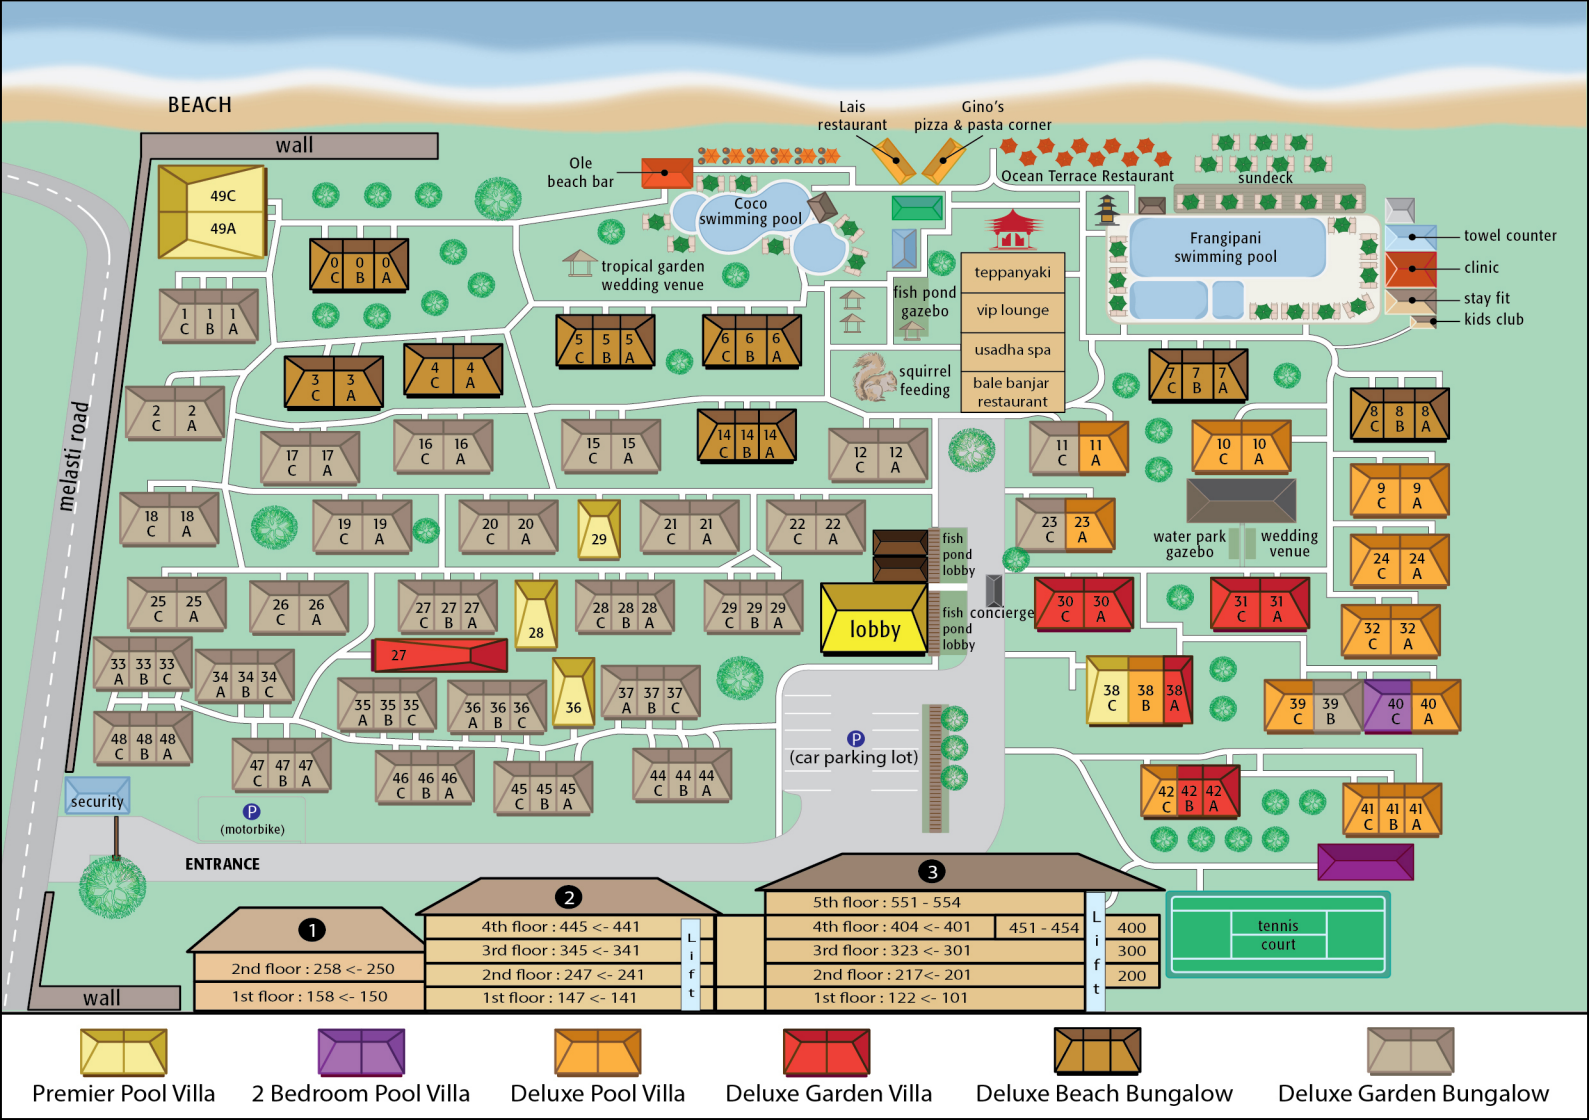 BEACH
wall
Lais
restaurant
Gino's
pizza & pasta corner
Ole
beach bar
Ocean Terrace Restaurant
sundeck
49C
49A
Coco
swimming pool
Frangipani
swimming pool
towel counter
clinic
stay fit
kids club
tropical garden
wedding venue
fish pond
gazebo
teppanyaki
vip lounge
usadha spa
bale banjar
restaurant
squirrel
feeding
0 0 0
C B A
1 1 1
C B A
5 5 5
C B A
6 6 6
C B A
3 3
C A
4 4
C A
7 7 7
C B A
2 2
C A
8 8 8
C B A
17 17
C A
16 16
C A
15 15
C A
14 14 14
C B A
12 12
C A
11 11
C A
10 10
C A
9 9
C A
melasti road
18 18
C A
19 19
C A
20 20
C A
29
21 21
C A
22 22
C A
fish
pond
lobby
23 23
C A
water park
gazebo
wedding
venue
24 24
C A
25 25
C A
26 26
C A
27 27 27
C B A
28
28 28 28
C B A
29 29 29
C B A
lobby
fish
pond
lobby
concierge
30 30
C A
31 31
C A
32 32
C A
33 33 33
A B C
34 34 34
A B C
27
35 35 35
A B C
36 36 36
A B C
36
37 37 37
A B C
38 38 38
C B A
39 39
C B
40 40
C A
48 48 48
C B A
47 47 47
C B A
46 46 46
C B A
45 45 45
C B A
44 44 44
C B A
P
(car parking lot)
42 42 42
C B A
41 41 41
C B A
security
P
(motorbike)
ENTRANCE
wall
1
2nd floor : 258 <- 250
1st floor : 158 <- 150
2
4th floor : 445 <- 441
3rd floor : 345 <- 341
2nd floor : 247 <- 241
1st floor : 147 <- 141
Lift
3
5th floor : 551 - 554
4th floor : 404 <- 401
451 - 454
3rd floor : 323 <- 301
2nd floor : 217<- 201
1st floor : 122 <- 101
Lift
400
300
200
tennis
court
Premier Pool Villa
2 Bedroom Pool Villa
Deluxe Pool Villa
Deluxe Garden Villa
Deluxe Beach Bungalow
Deluxe Garden Bungalow